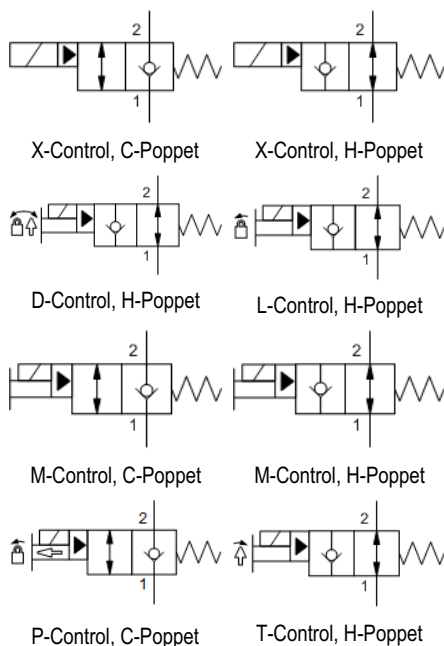 2
2
1
1
X-Control, C-Poppet
X-Control, H-Poppet
2
2
1
1
D-Control, H-Poppet
L-Control, H-Poppet
2
2
1
1
M-Control, C-Poppet
M-Control, H-Poppet
2
2
1
1
P-Control, C-Poppet
T-Control, H-Poppet